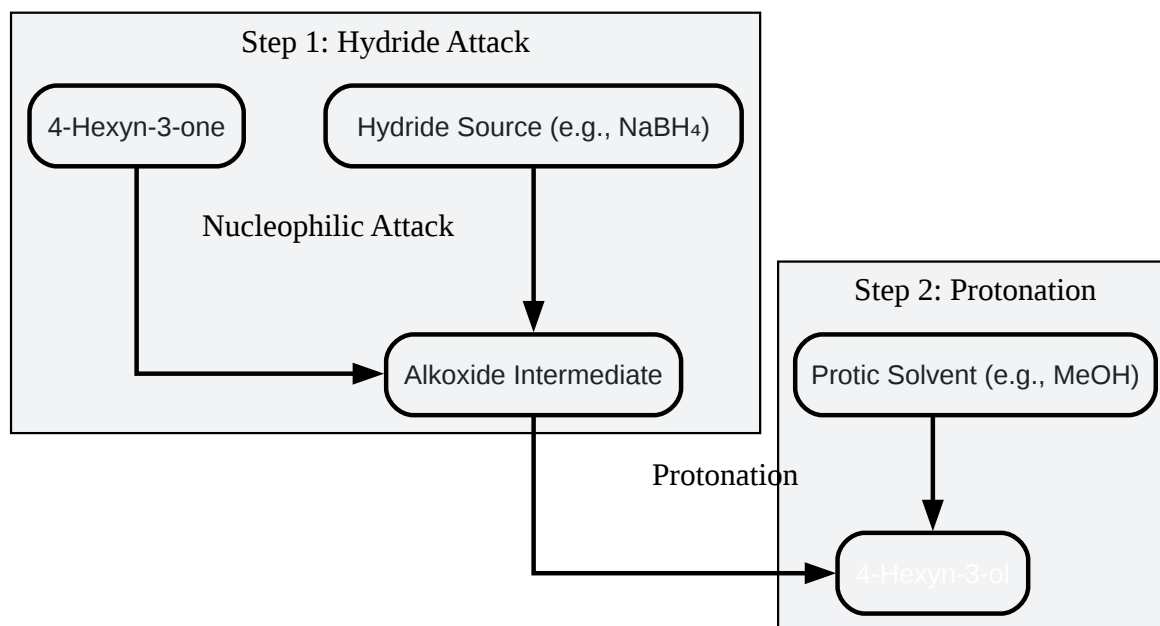 Step 1: Hydride Attack
4-Hexyn-3-one
Hydride Source (e.g., NaBH₄)
Nucleophilic Attack
Alkoxide Intermediate
Step 2: Protonation
Protic Solvent (e.g., MeOH)
Protonation
4-Hexyn-3-ol